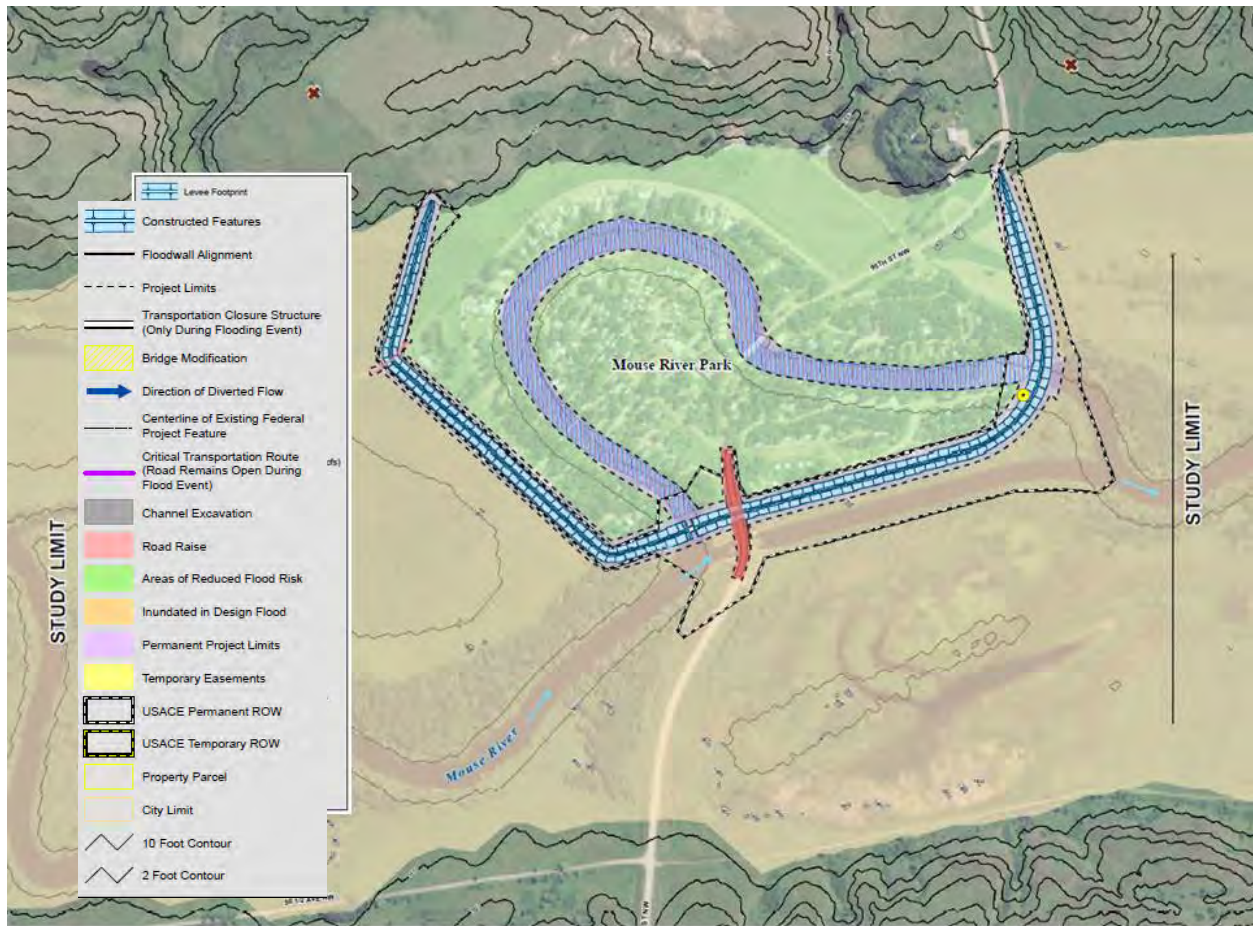 Levee Footprint
Constructed Features
Floodwall Alignment
Project Limits
Transportation Closure Structure
(Only During Flooding Event)
Bridge Modification
Direction of Diverted Flow
Centerline of Existing Federal
Project Feature
Critical Transportation Route
(Road Remains Open During
Flood Event)
Channel Excavation
Road Raise
Areas of Reduced Flood Risk
Inundated in Design Flood
Permanent Project Limits
Temporary Easements
USACE Permanent ROW
USACE Temporary ROW
Property Parcel
City Limit
10 Foot Contour
2 Foot Contour
STUDY LIMIT
Mouse River Park
Mouse River
STUDY LIMIT